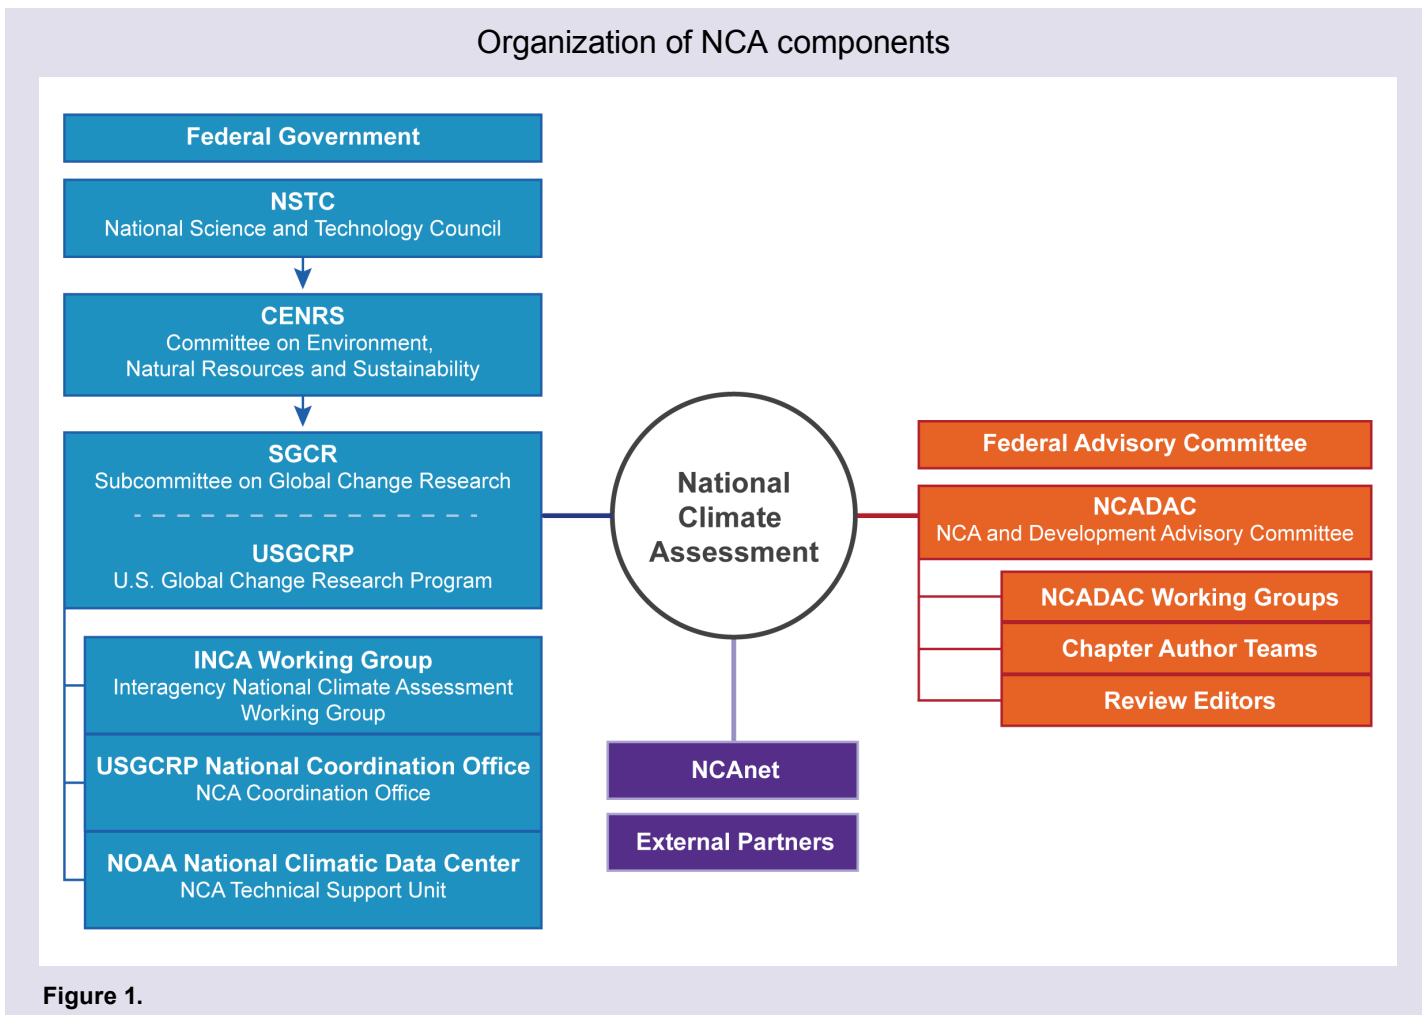 Organization of NCA components
Federal Government
NSTC
National Science and Technology Council
CENRS
Committee on Environment,
Natural Resources and Sustainability
SGCR
Subcommittee on Global Change Research
USGCRP
U.S. Global Change Research Program
INCA Working Group
Interagency National Climate Assessment
Working Group
USGCRP National Coordination Office
NCA Coordination Office
NOAA National Climatic Data Center
NCA Technical Support Unit
National
Climate
Assessment
NCAnet
External Partners
Federal Advisory Committee
NCADAC
NCA and Development Advisory Committee
NCADAC Working Groups
Chapter Author Teams
Review Editors
Figure 1.